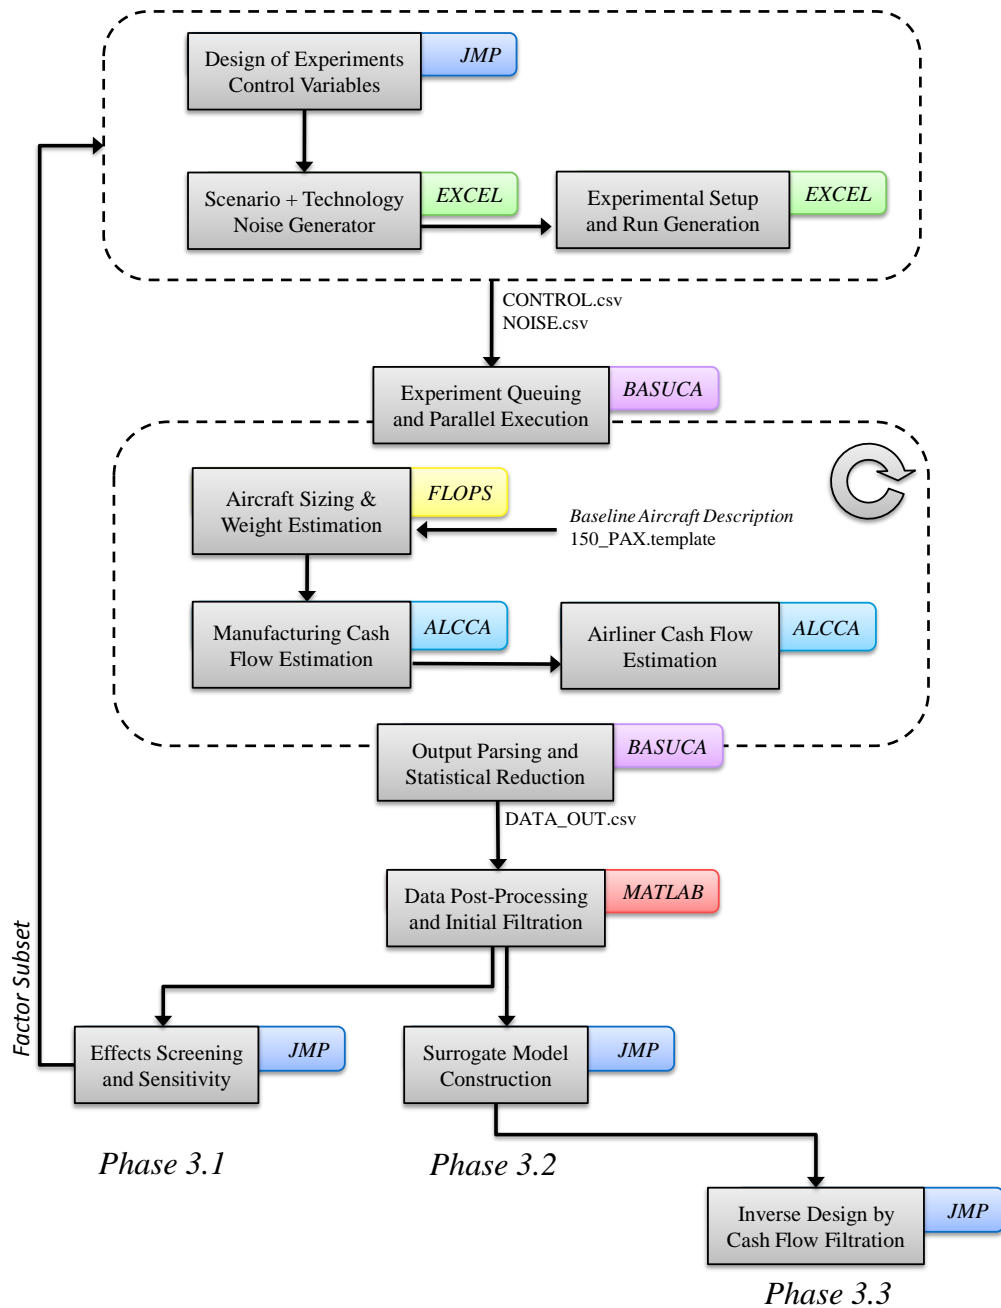 Design of Experiments
Control Variables
JMP
Scenario + Technology
Noise Generator
EXCEL
Experimental Setup
and Run Generation
EXCEL
CONTROL.csv
NOISE.csv
Experiment Queuing
and Parallel Execution
BASUCA
Aircraft Sizing &
Weight Estimation
FLOPS
Baseline Aircraft Description
150_PAX.template
Manufacturing Cash
Flow Estimation
ALCCA
Airliner Cash Flow
Estimation
ALCCA
Output Parsing and
Statistical Reduction
BASUCA
DATA_OUT.csv
Data Post-Processing
and Initial Filtration
MATLAB
Factor Subset
Effects Screening
and Sensitivity
JMP
Surrogate Model
Construction
JMP
Phase 3.1
Phase 3.2
Inverse Design by
Cash Flow Filtration
JMP
Phase 3.3